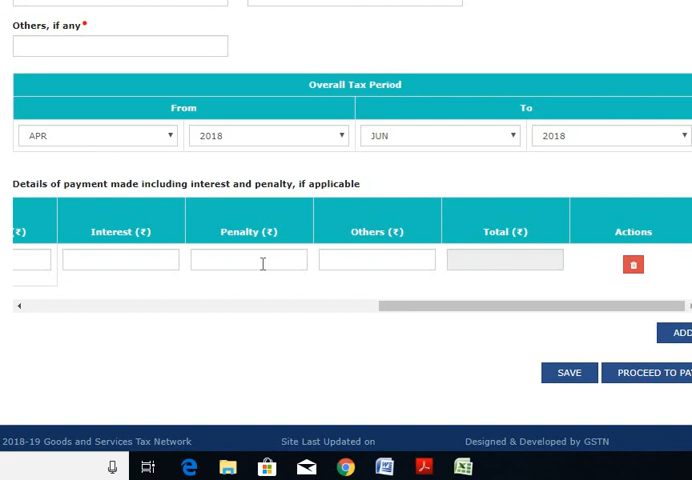 Others, if any•
Overall Tax Period
From To
APR 2018 JUN 2018
Details of payment made including interest and penalty, if applicable
(₹) Interest (₹) Penalty (₹) Others (₹) Total (₹) Actions
ADD
SAVE PROCEED TO PA
2018-19 Goods and Services Tax Network Site Last Updated on Designed & Developed by GSTN